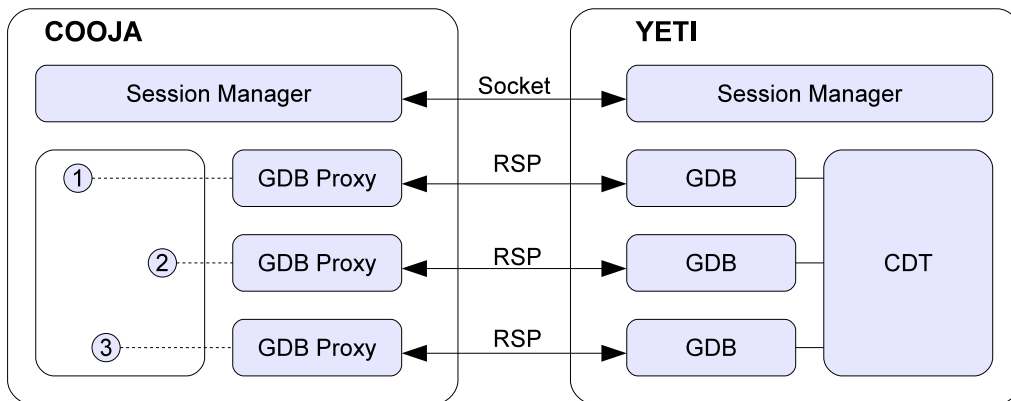 COOJA
YETI
Session Manager
Socket
Session Manager
1
GDB Proxy
RSP
GDB
2
GDB Proxy
RSP
GDB
CDT
3
GDB Proxy
RSP
GDB